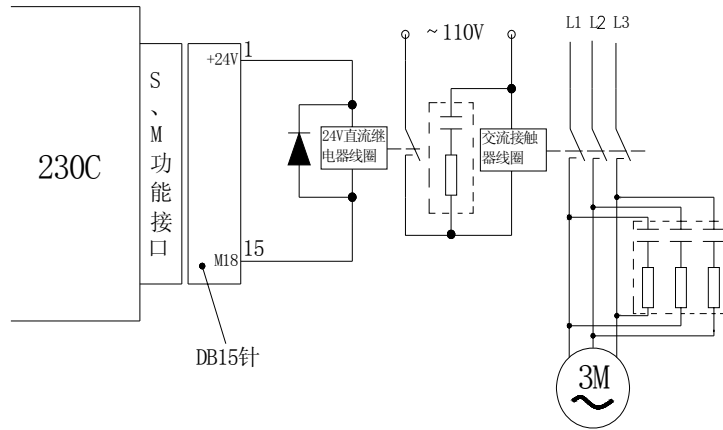 230C
S、M功能接口
+24V
1
M18
15
DB15针
24V直流继
电器线圈
~110V
交流接触
器线圈
L1 L2 L3
3M